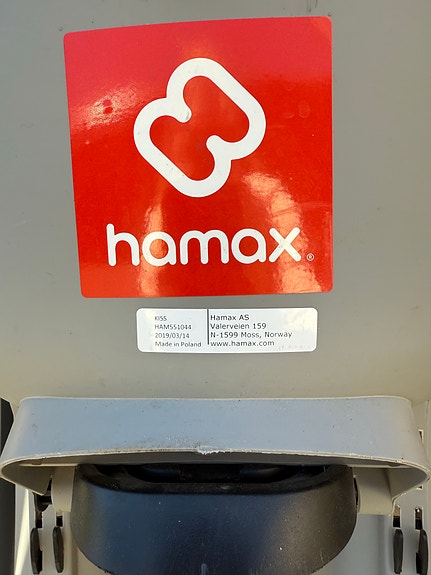 hamax®
KISS
HAM551044
2019/03/14
Made in Poland
Hamax AS
Valerveien 159
N-1599 Moss, Norway
www.hamax.com